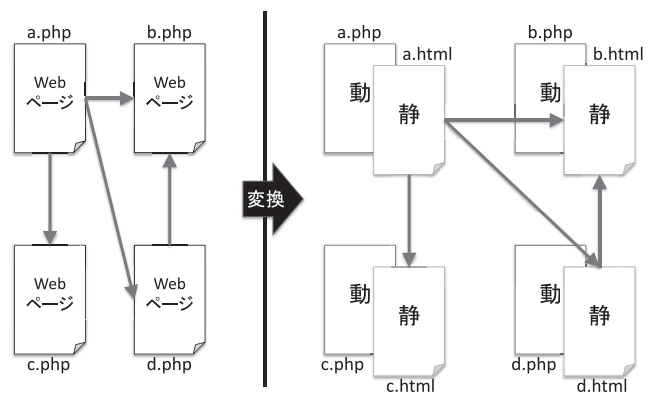 a.php
b.php
Web
ページ
Web
ページ
Web
ページ
Web
ページ
c.php
d.php
変換
a.php
a.html
動
静
b.php
b.html
動
静
動
静
c.php
c.html
動
静
d.php
d.html